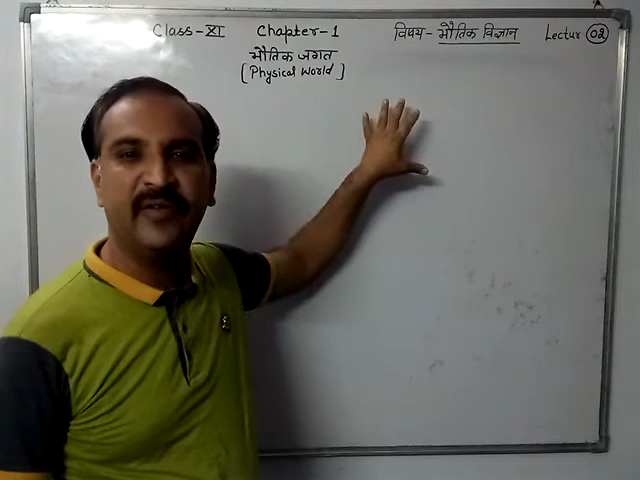 Class-XI Chapter-1 विषय- भौतिक विज्ञान Lectur 02
भौतिक जगत
[Physical World]